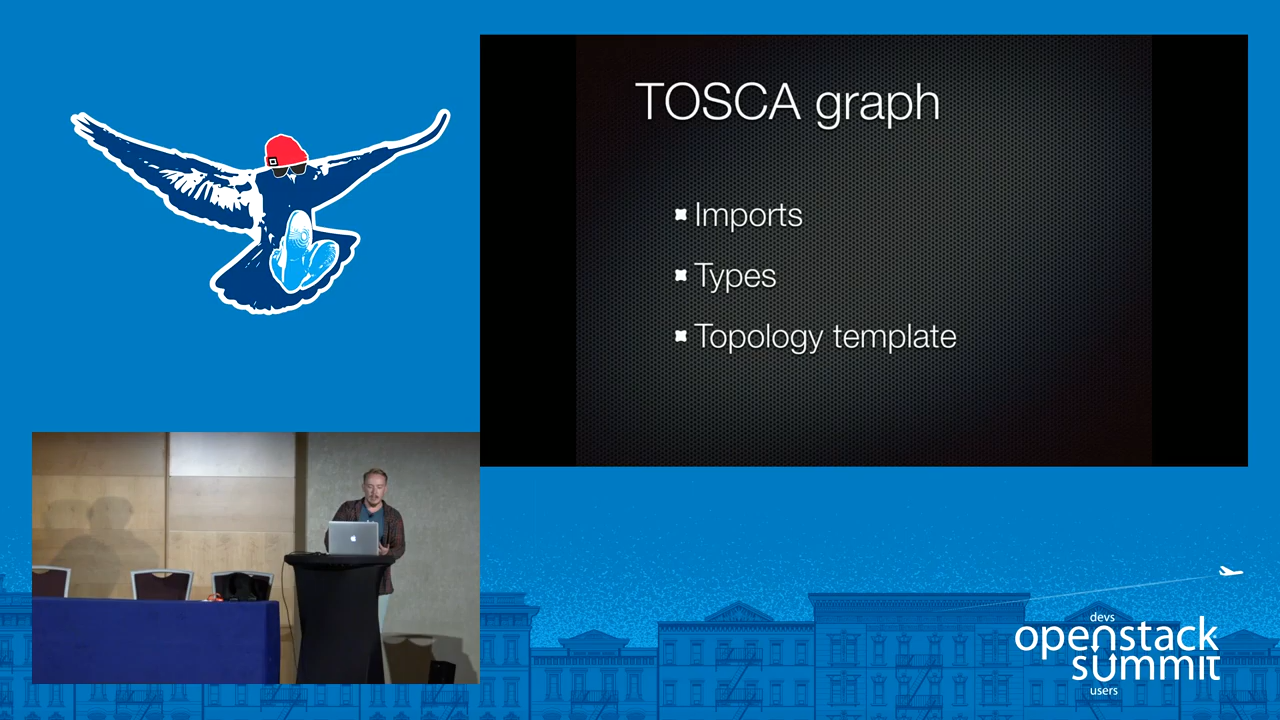 TOSCA graph
Imports
Types
Topology template
devs
openstack
summit
users